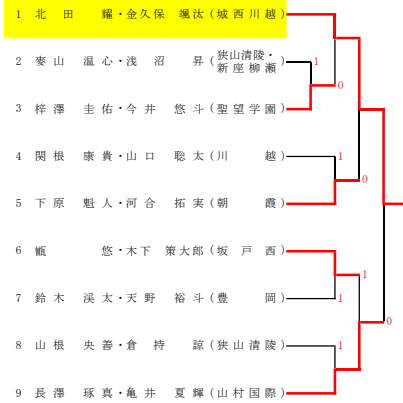 1 北田 耀・金久保 颯汰 (城西川越)
2 麥山 温心・浅沼 昇 (狭山清陵・新座柳瀬)
1
3 梓澤 圭佑・今井 悠斗 (聖望学園)
0
4 関根 康貴・山口 聡太 (川越)
1
0
5 下原 魁人・河合 拓実 (朝霞)
6 甑 悠・木下 策大郎 (坂戸西)
1
7 鈴木 渓太・天野 裕斗 (豊岡)
1
0
8 山根 央善・倉持 諒 (狭山清陵)
1
9 長澤 琢真・亀井 夏輝 (山村国際)